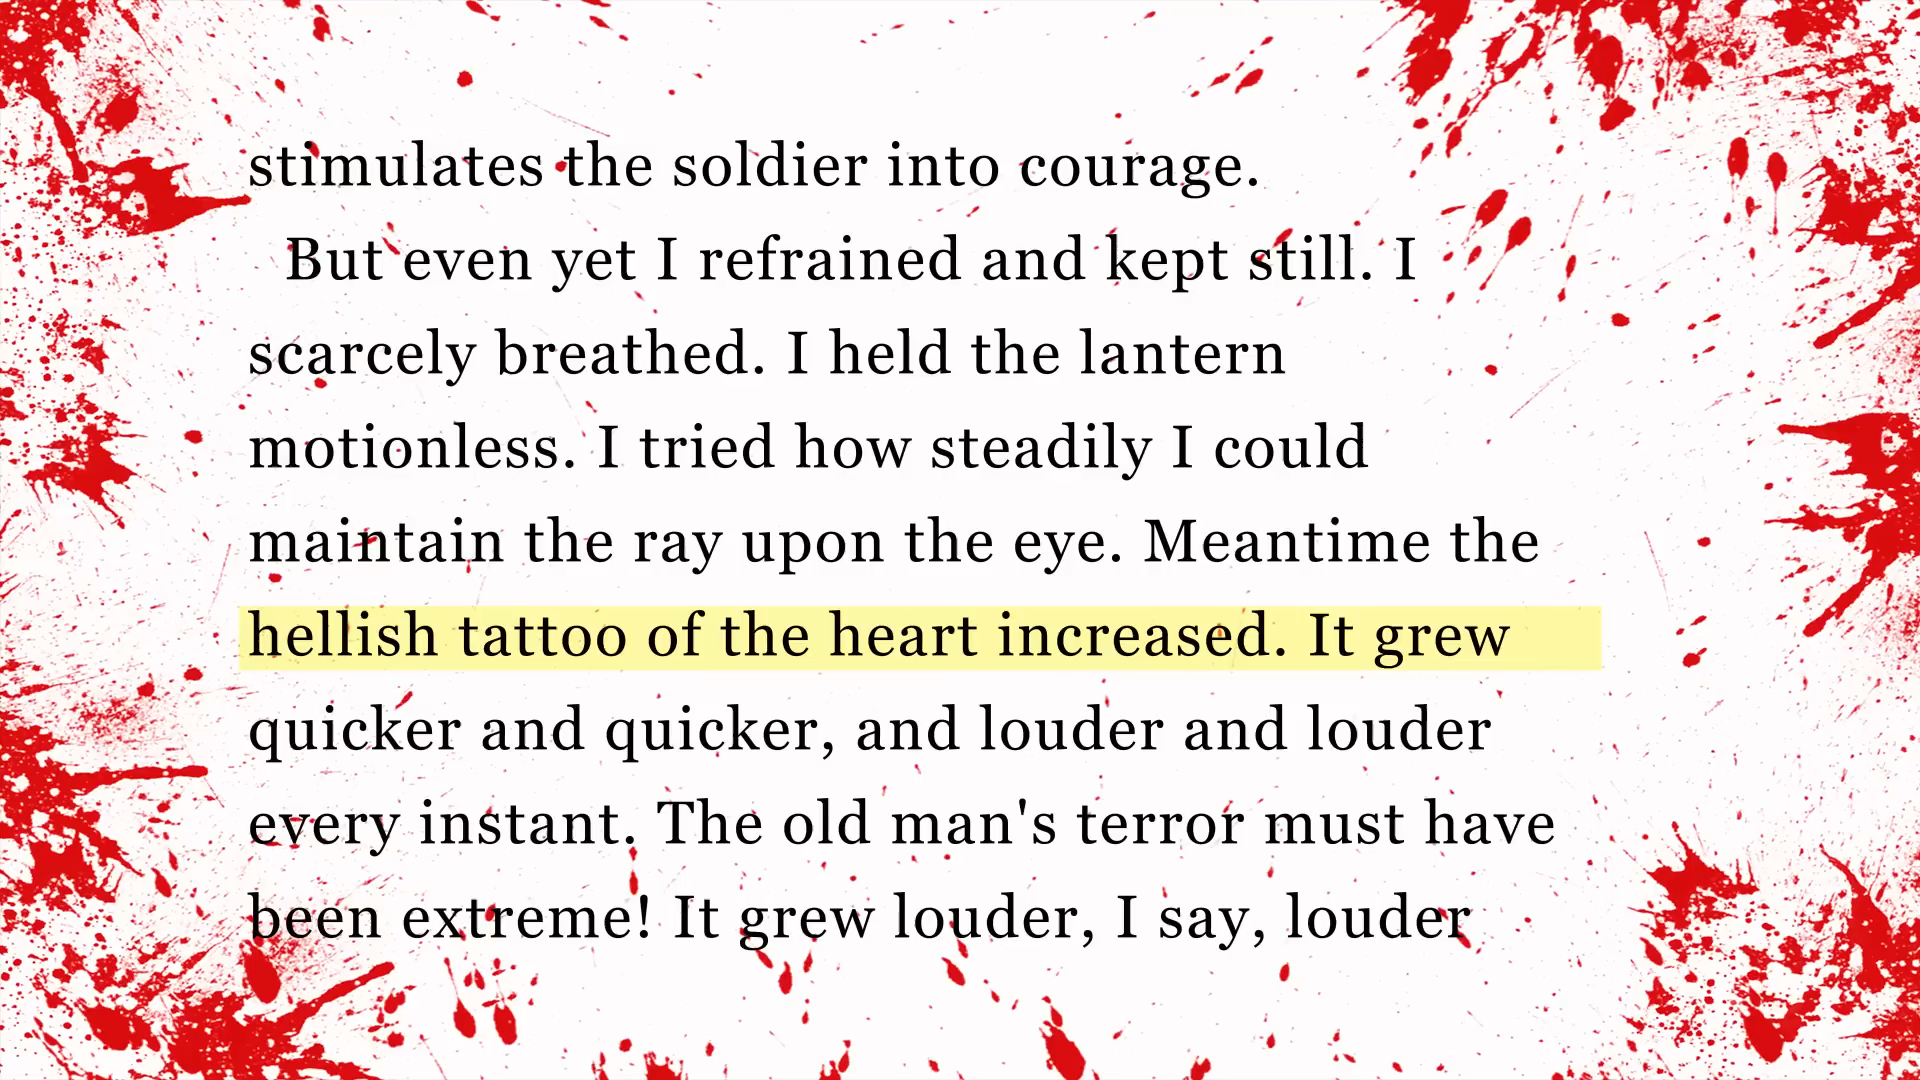 stimulates the soldier into courage.
But even yet I refrained and kept still. I
scarcely breathed. I held the lantern
motionless. I tried how steadily I could
maintain the ray upon the eye. Meantime the
hellish tattoo of the heart increased. It grew
quicker and quicker, and louder and louder
every instant. The old man's terror must have
been extreme! It grew louder, I say, louder